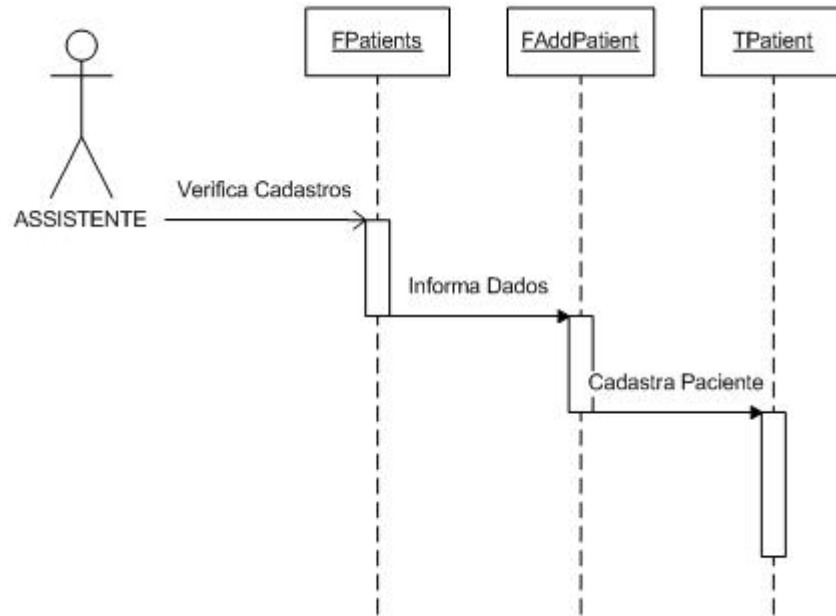 FPatients
FAddPatient
TPatient
Verifica Cadastros
ASSISTENTE
Informa Dados
Cadastra Paciente